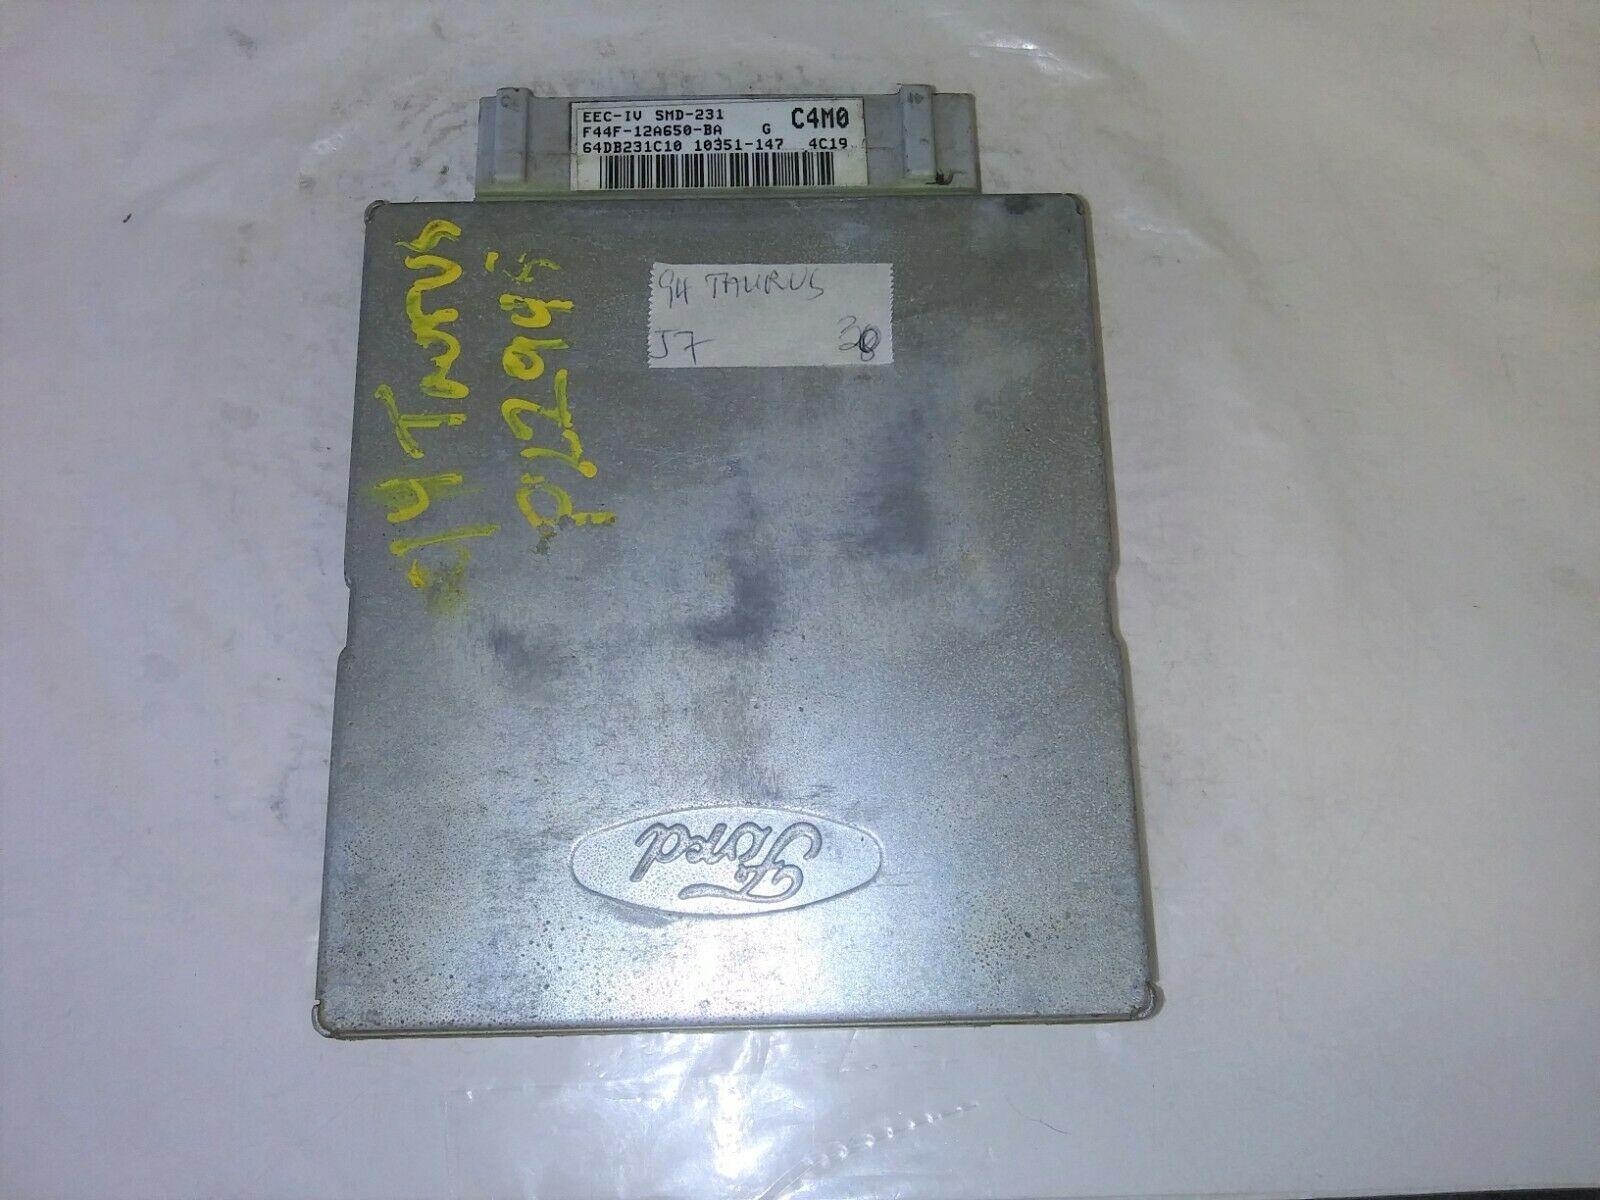 EEC-IV SMD-231 C4M0
F44F-12A650-BA G
64DB231C10 10351-147 4C19
94 Taurus
94 TAURUS
J7
Ford